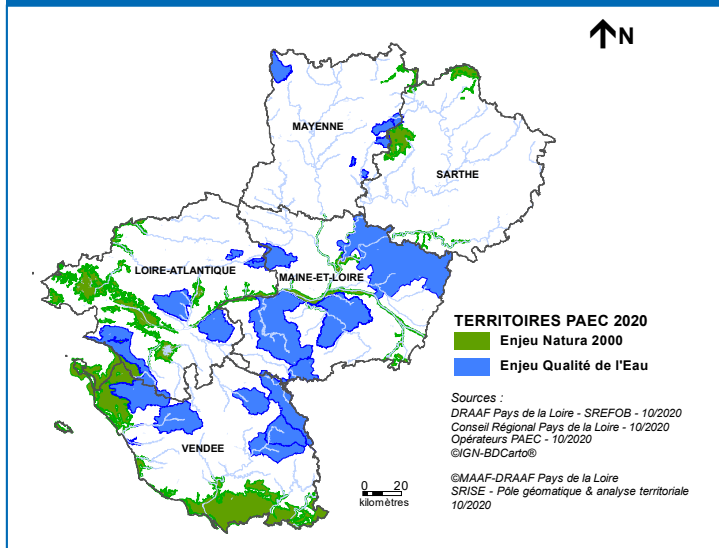 N
MAYENNE
SARTHE
LOIRE-ATLANTIQUE
MAINE-ET-LOIRE
VENDEE
TERRITOIRES PAEC 2020
Enjeu Natura 2000
Enjeu Qualité de l'Eau
Sources :
DRAAF Pays de la Loire - SREFOB - 10/2020
Conseil Régional Pays de la Loire - 10/2020
Opérateurs PAEC - 10/2020
©IGN-BDCarto®
©MAAF-DRAAF Pays de la Loire
SRISE - Pôle géomatique & analyse territoriale
10/2020
0 20
kilomètres